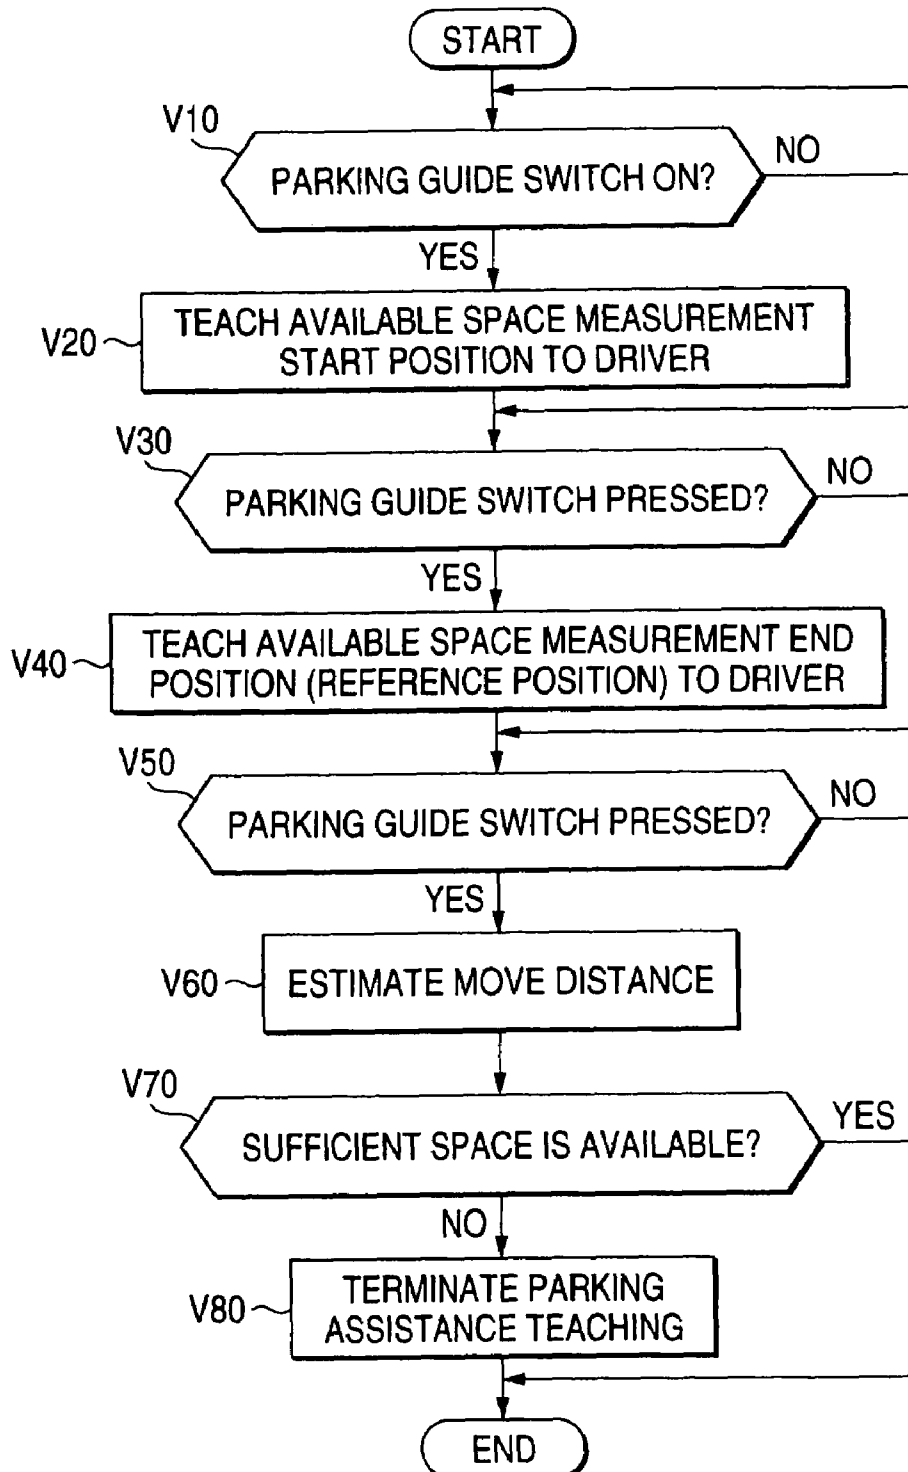 START
V10
PARKING GUIDE SWITCH ON?
NO
YES
V20
TEACH AVAILABLE SPACE MEASUREMENT
START POSITION TO DRIVER
V30
PARKING GUIDE SWITCH PRESSED?
NO
YES
V40
TEACH AVAILABLE SPACE MEASUREMENT END
POSITION (REFERENCE POSITION) TO DRIVER
V50
PARKING GUIDE SWITCH PRESSED?
NO
YES
V60
ESTIMATE MOVE DISTANCE
V70
SUFFICIENT SPACE IS AVAILABLE?
YES
NO
V80
TERMINATE PARKING
ASSISTANCE TEACHING
END